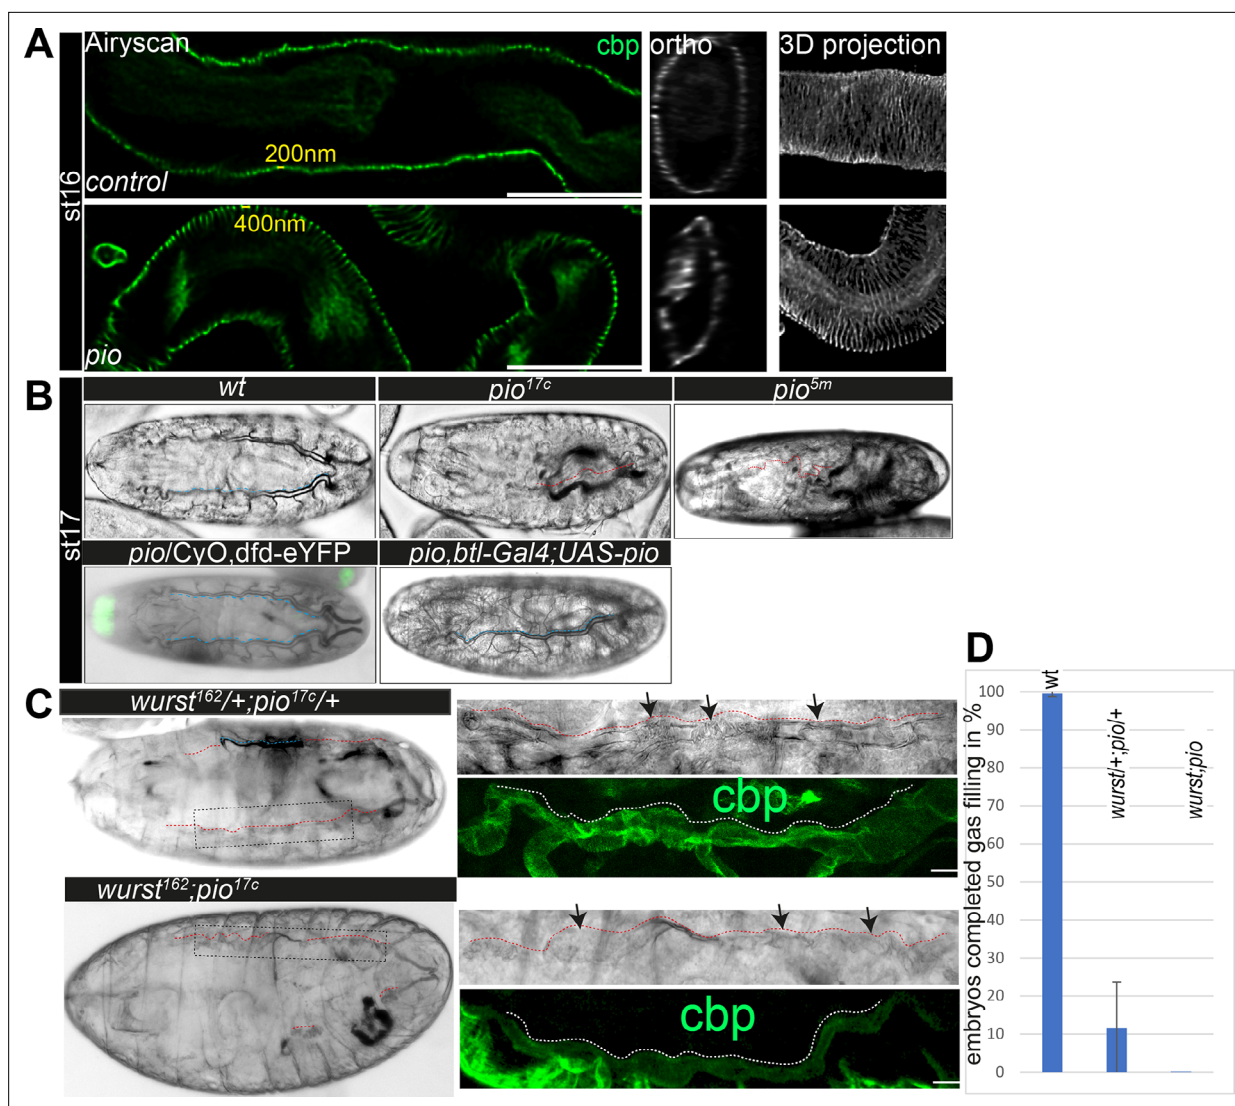 A
Airyscan
cbp
ortho
3D projection
200nm
control
st16
400nm
pio
B
wt
pio17c
pio5m
st17
pio/CyO,dfd-eYFP
pio,btl-Gal4;UAS-pio
C
wurst162/+;pio17c/+
cbp
wurst162;pio17c
cbp
D
embryos completed gas filling in %
100
90
80
70
60
50
40
30
20
10
0
wt
wurst/+;pio/+
wurst;pio